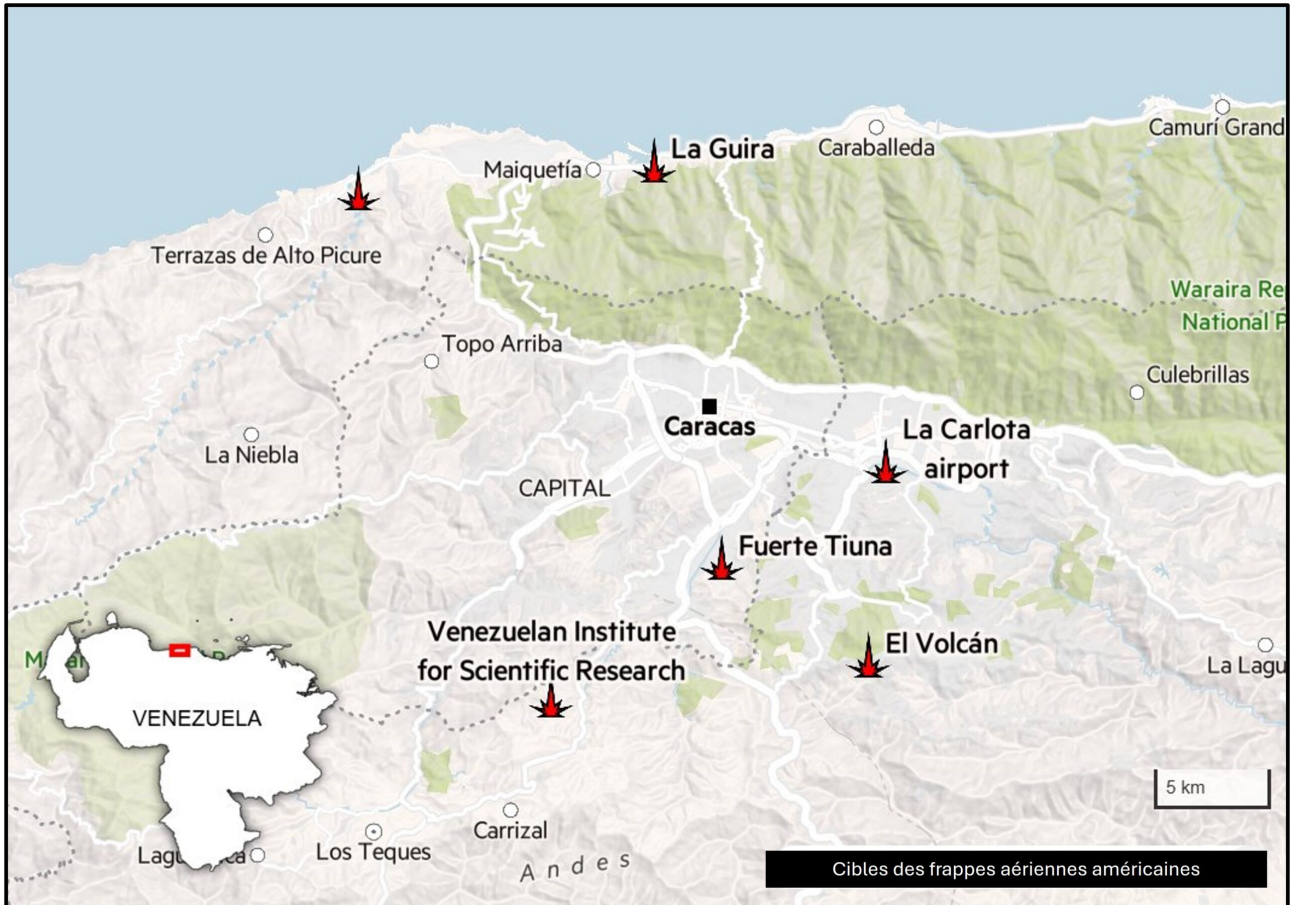 Camurí Grand
La Guira
Caraballeda
Maiquetía
Terrazas de Alto Picure
Waraira Re
National P
Topo Arriba
Culebrillas
Caracas
La Carlota
airport
La Niebla
CAPITAL
Fuerte Tiuna
Venezuelan Institute
for Scientific Research
El Volcán
La Lagu
VENEZUELA
5 km
Carrizal
Los Teques
Andes
Cibles des frappes aériennes américaines